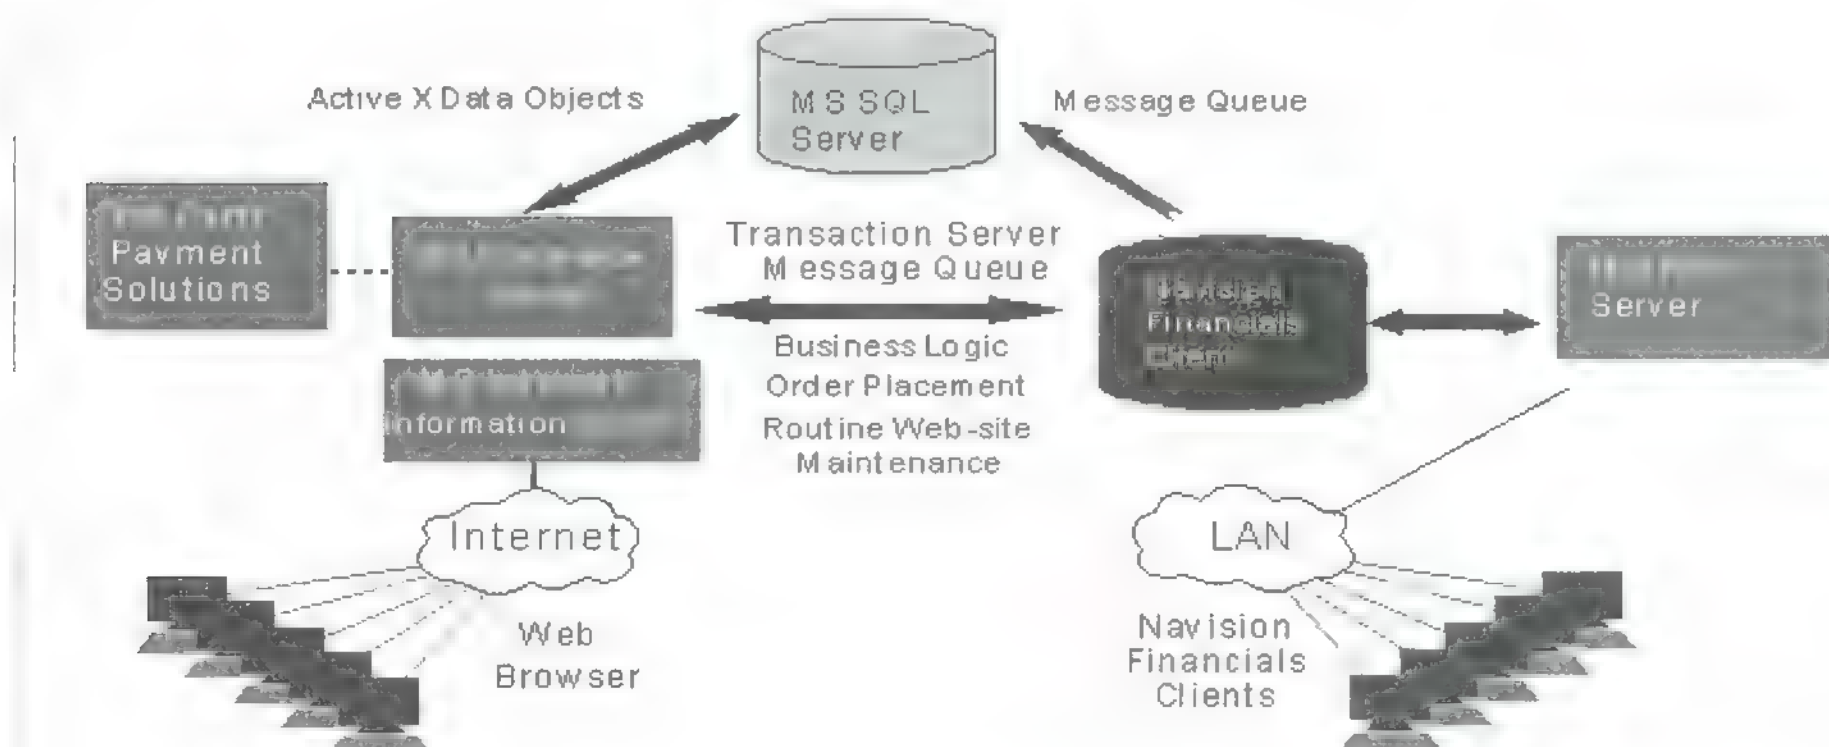 Active X Data Objects
MS SQL
Server
Message Queue
Payment
Solutions
Transaction Server
Message Queue
Business Logic
Order Placement
Routine Web-site
Maintenance
Navision
Financials
Client
Server
Information
Internet
LAN
Web
Browser
Navision
Financials
Clients